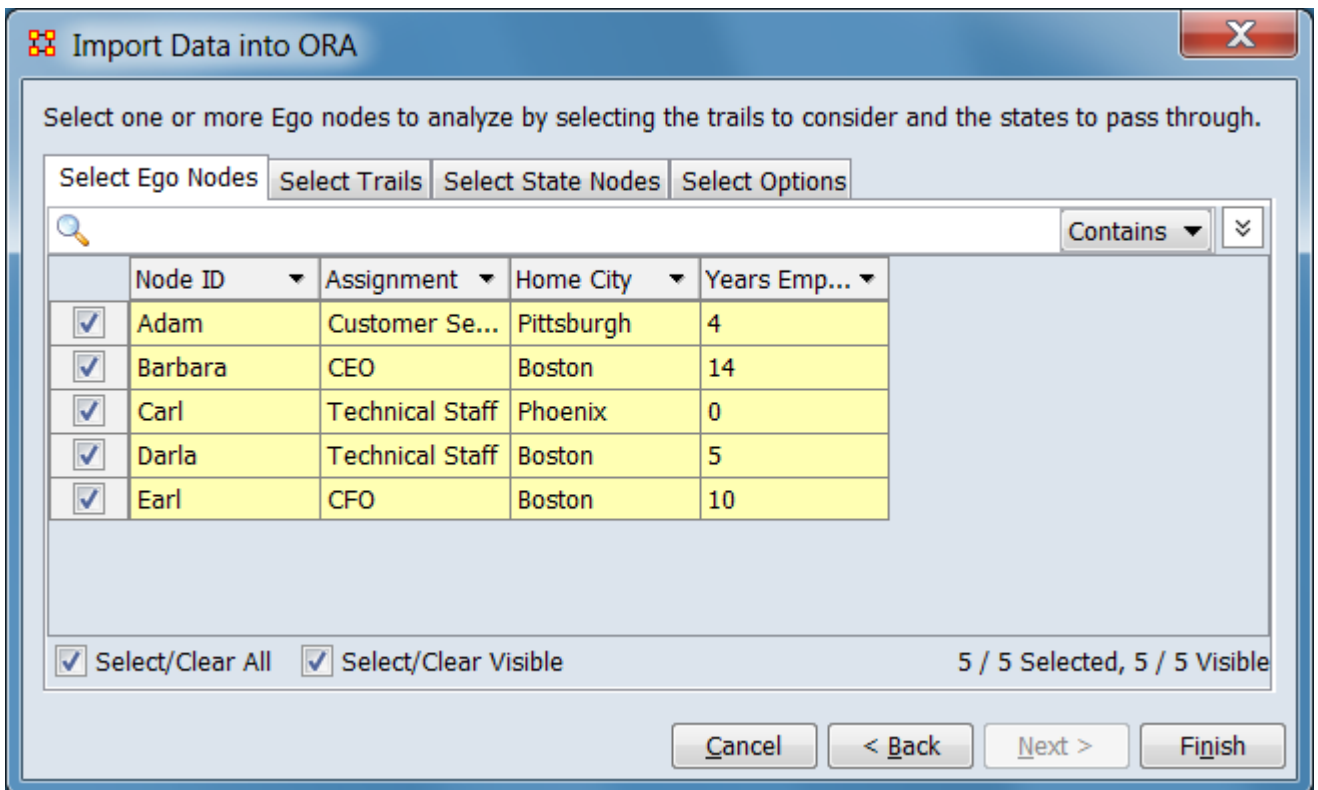 Import Data into ORA
X
Select one or more Ego nodes to analyze by selecting the trails to consider and the states to pass through.
Select Ego Nodes Select Trails Select State Nodes Select Options
Contains
Node ID Assignment Home City Years Emp...
Adam Customer Se... Pittsburgh 4
Barbara CEO Boston 14
Carl Technical Staff Phoenix 0
Darla Technical Staff Boston 5
Earl CFO Boston 10
Select/Clear All Select/Clear Visible 5 / 5 Selected, 5 / 5 Visible
Cancel < Back Next > Finish